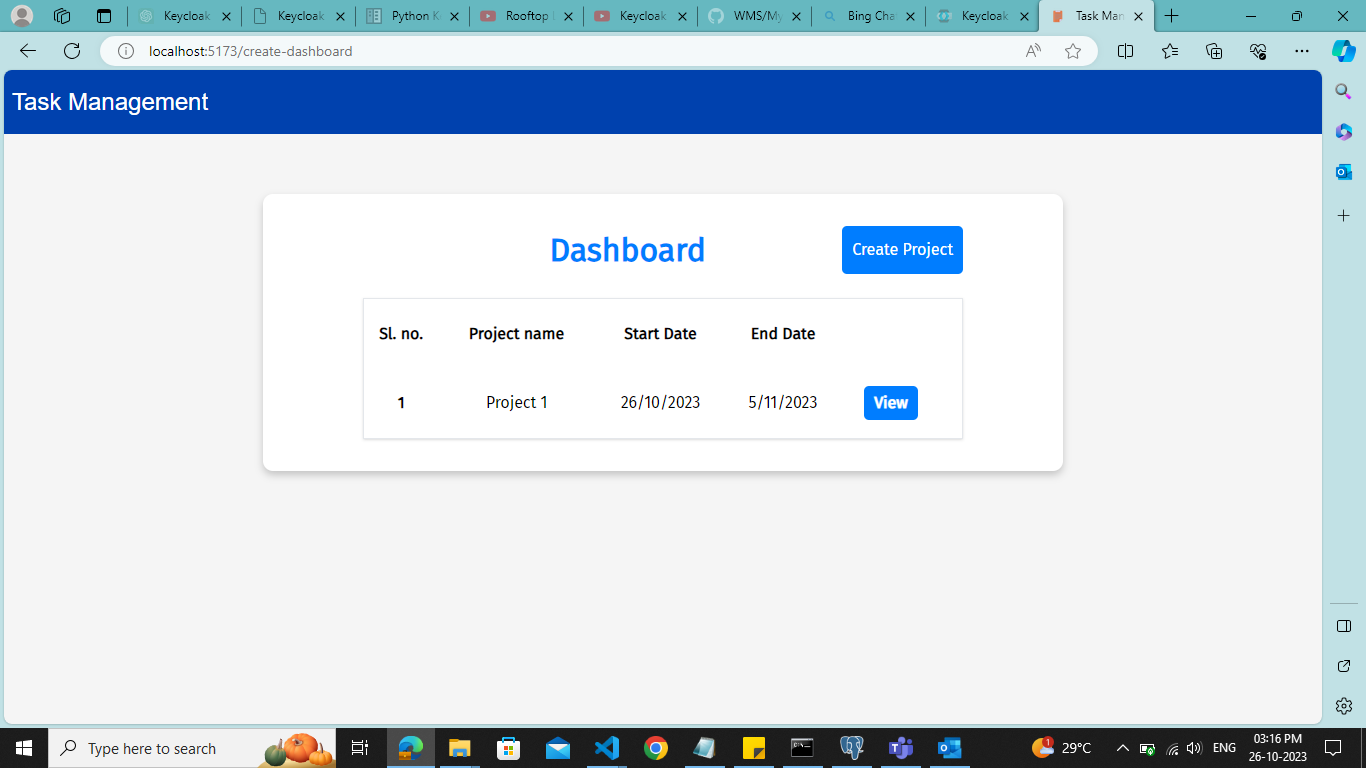 Keycloak
Keycloak
Python K
Rooftop
Keycloak
WMS/My
Bing Cha
Keycloak
Task Man
localhost:5173/create-dashboard
Task Management
Dashboard
Create Project
Sl. no. Project name Start Date End Date
1 Project 1 26/10/2023 5/11/2023 View
Type here to search
1
29°C
ENG
03:16 PM
26-10-2023